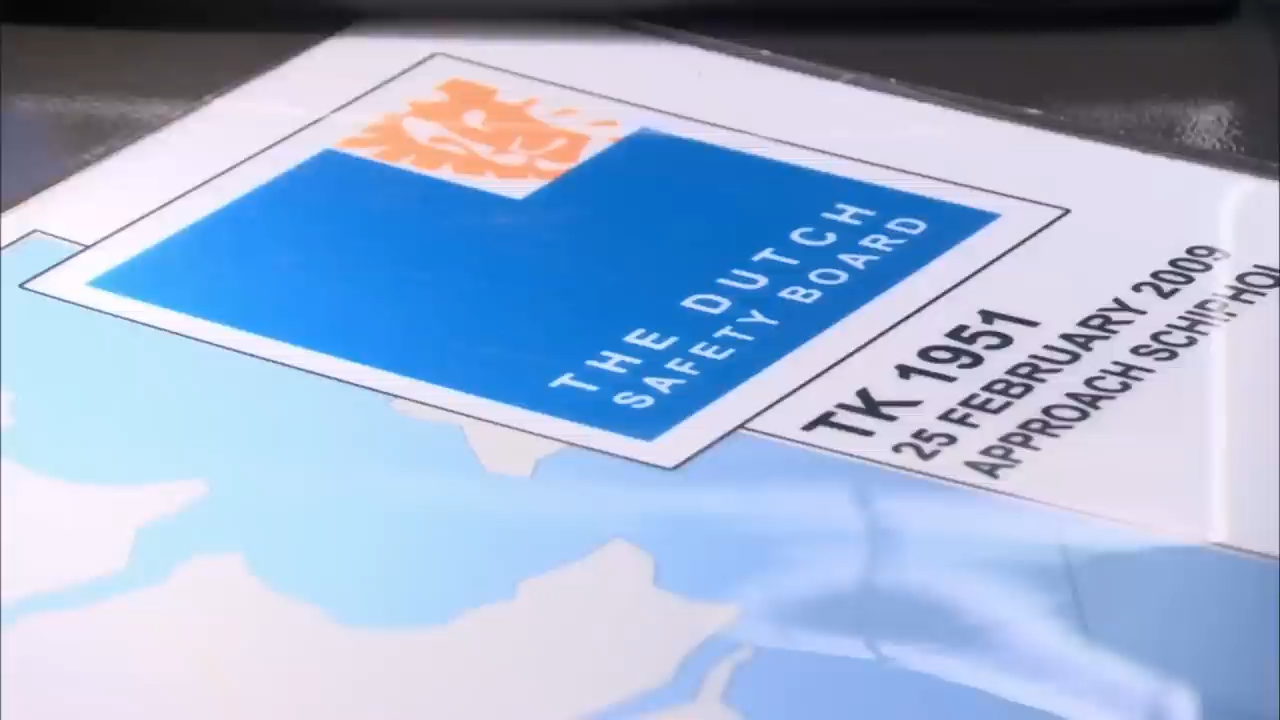 THE DUTCH
SAFETY BOARD
TK 1951
25 FEBRUARY 2009
APPROACH SCHIPHOL